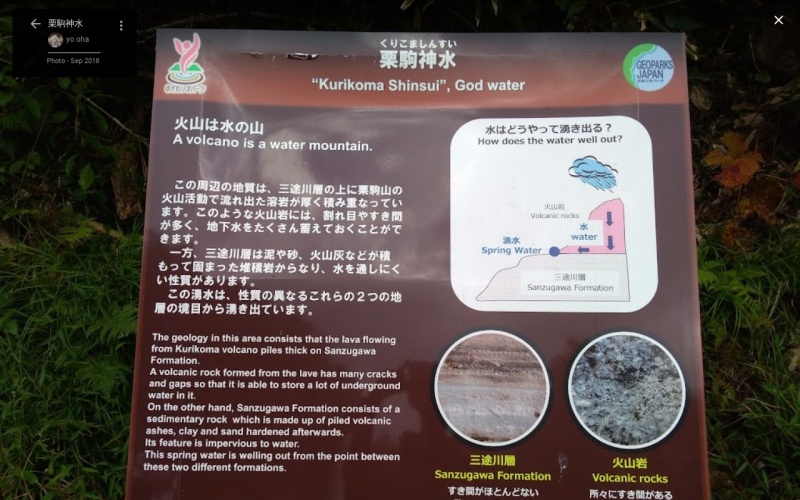 栗駒神水
yo oha
Photo - Sep 2018
くりこましんすい
栗駒神水
"Kurikoma Shinsui", God water
ゆざわジオパーク
GEOPARKS
JAPAN
火山は水の山
A volcano is a water mountain.
この周辺の地質は、三途川層の上に栗駒山の
火山活動で流れ出た溶岩が厚く積み重なってい
ます。このような火山岩には、割れ目やすき間
が多く、地下水をたくさん蓄えておくことがで
きます。
一方、三途川層は泥や砂、火山灰などが積
もって固まった堆積岩からなり、水を通しにく
い性質があります。
この湧水は、性質の異なるこれらの２つの地
層の境目から湧き出ています。
The geology in this area consists that the lava flowing
from Kurikoma volcano piles thick on Sanzugawa
Formation.
A volcanic rock formed from the lave has many cracks
and gaps so that it is able to store a lot of underground
water in it.
On the other hand, Sanzugawa Formation consists of a
sedimentary rock which is made up of piled volcanic
ashes, clay and sand hardened afterwards.
Its feature is impervious to water.
This spring water is welling out from the point between
these two different formations.
水はどうやって湧き出る？
How does the water well out?
火山岩
Volcanic rocks
水
water
湧水
Spring Water
三途川層
Sanzugawa Formation
三途川層
Sanzugawa Formation
すき間がほとんどない
火山岩
Volcanic rocks
所々にすき間がある